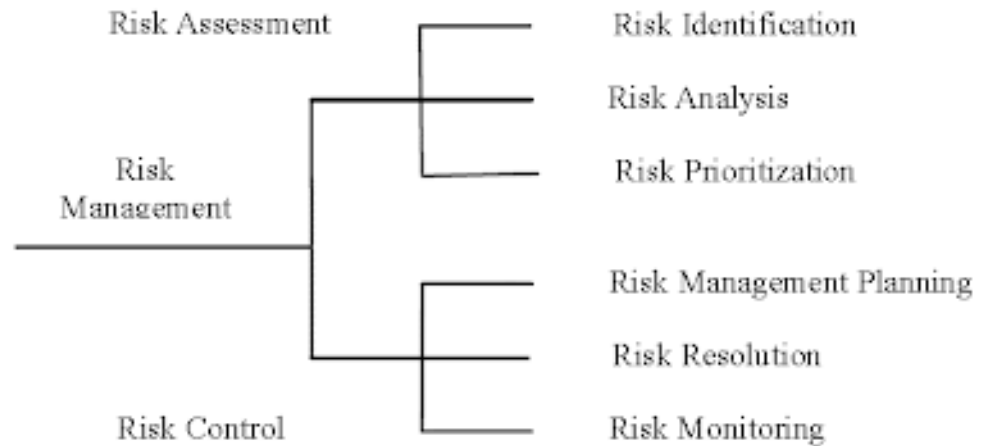 Risk Assessment
Risk Identification
Risk Analysis
Risk
Management
Risk Prioritization
Risk Management Planning
Risk Resolution
Risk Control
Risk Monitoring